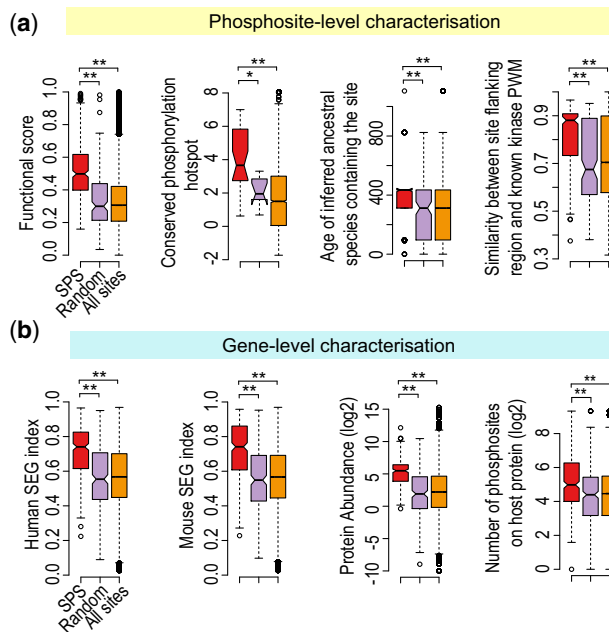 (a)
Phosphosite-level characterisation
Functional score
0.0 0.2 0.4 0.6 0.8 1.0
**
**
SPS
Random
All sites
Conserved phosphorylation
hotspot
-2 0 2 4 6 8
**
*
Age of inferred ancestral
species containing the site
0 400 800
**
**
Similarity between site flanking
region and known kinase PWM
0.3 0.5 0.7 0.9
**
**
(b)
Gene-level characterisation
Human SEG index
0.0 0.2 0.4 0.6 0.8 1.0
**
**
SPS
Random
All sites
Mouse SEG index
0.0 0.2 0.4 0.6 0.8 1.0
**
**
Protein Abundance (log2)
-10 -5 0 5 10 15
**
**
Number of phosphosites
on host protein (log2)
0 2 4 6 8
**
**